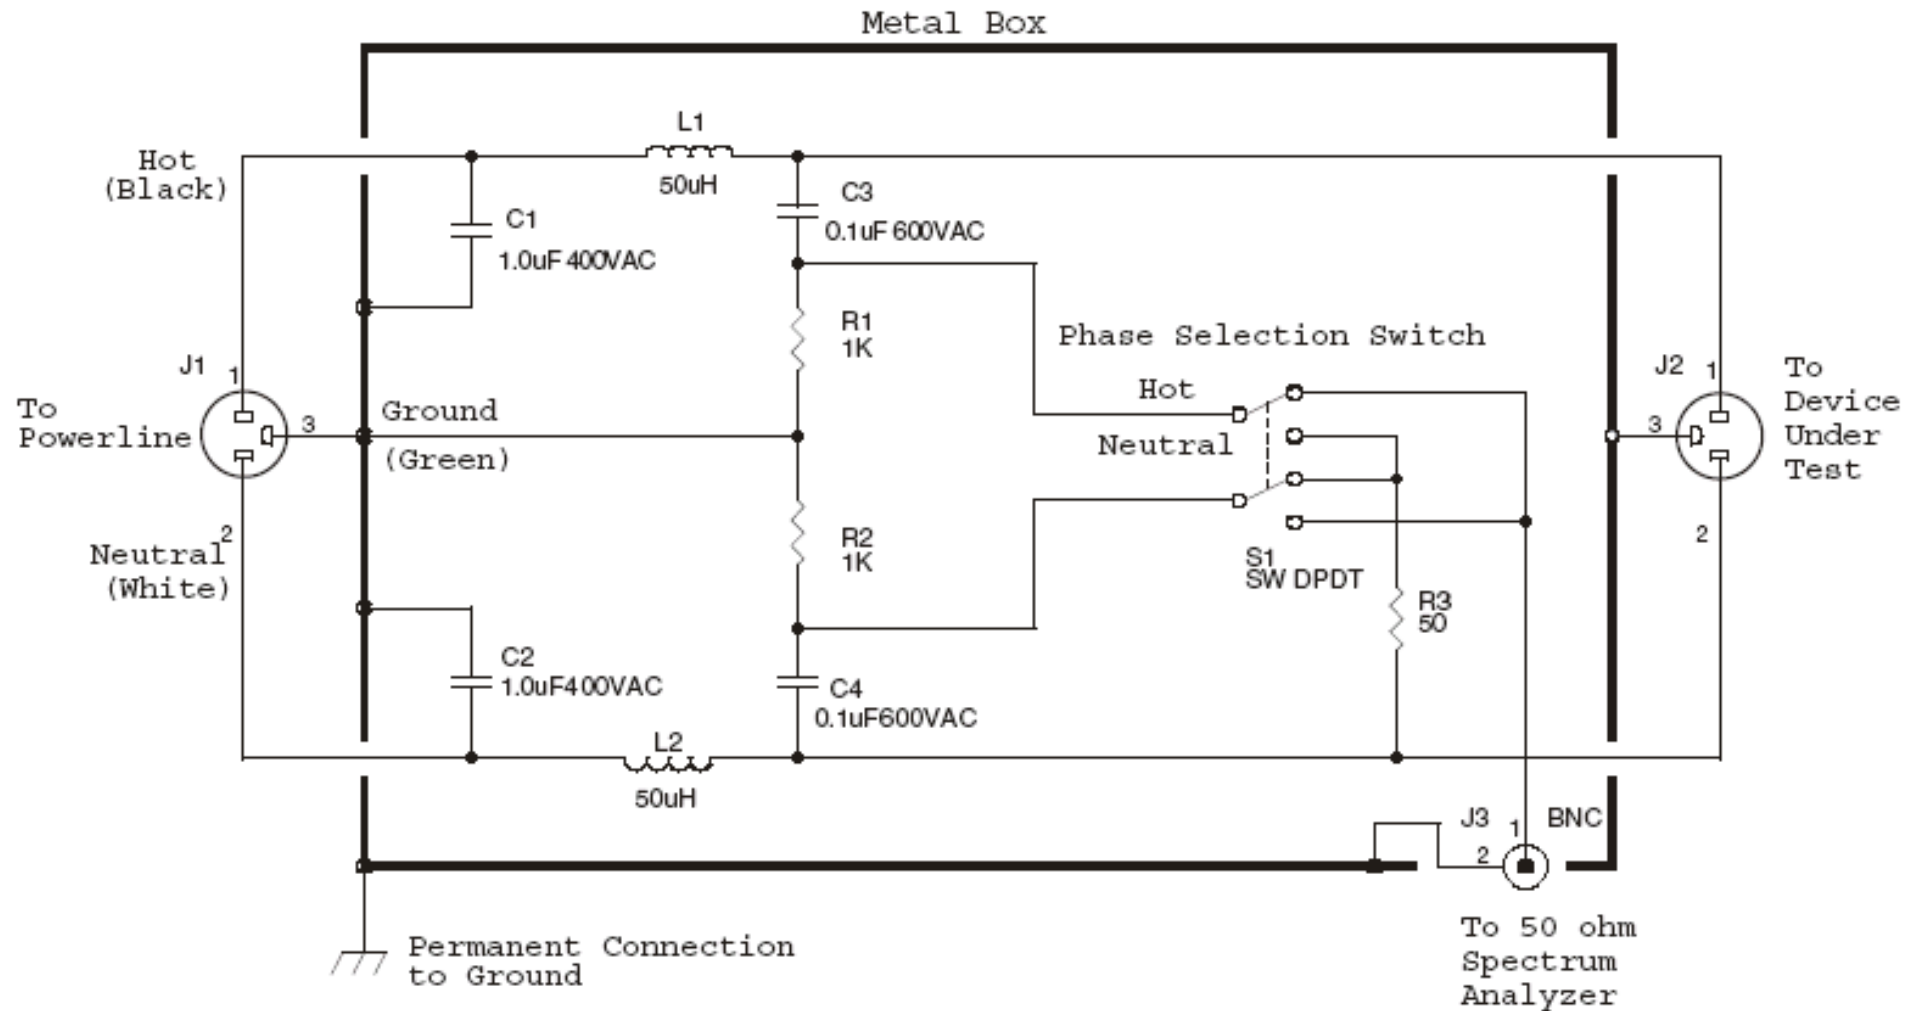 Metal Box
L1
50uH
Hot
(Black)
C1
1.0uF 400VAC
C3
0.1uF 600VAC
R1
1K
Phase Selection Switch
J1
1
To
Powerline
3
Ground
(Green)
Hot
Neutral
J2
1
3
To
Device
Under
Test
2
Neutral
(White)
R2
1K
S1
SW DPDT
2
R3
50
C2
1.0uF400VAC
C4
0.1uF600VAC
L2
50uH
J3
1
BNC
2
Permanent Connection
to Ground
To 50 ohm
Spectrum
Analyzer